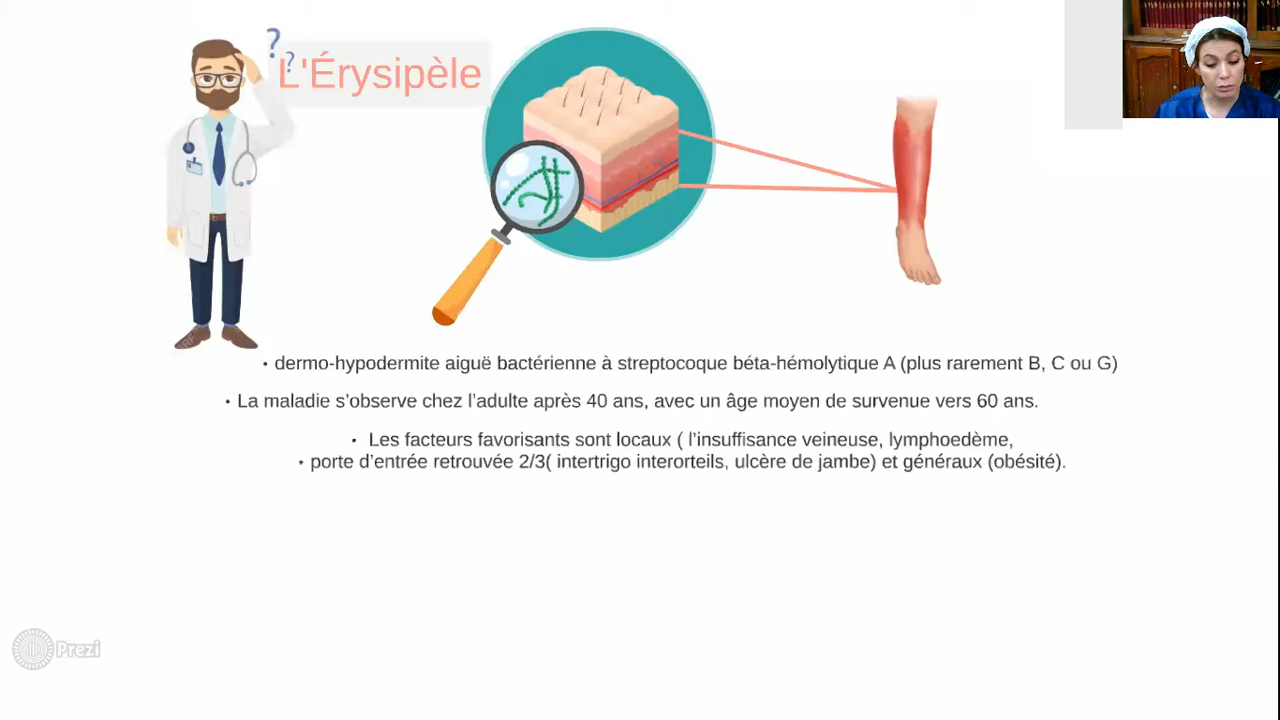 ? ?
L'Érysipèle
• dermo-hypodermite aiguë bactérienne à streptocoque béta-hémolytique A (plus rarement B, C ou G)
• La maladie s’observe chez l’adulte après 40 ans, avec un âge moyen de survenue vers 60 ans.
• Les facteurs favorisants sont locaux ( l’insuffisance veineuse, lymphoedème,
• porte d’entrée retrouvée 2/3( intertrigo interorteils, ulcère de jambe) et généraux (obésité).
Prezi